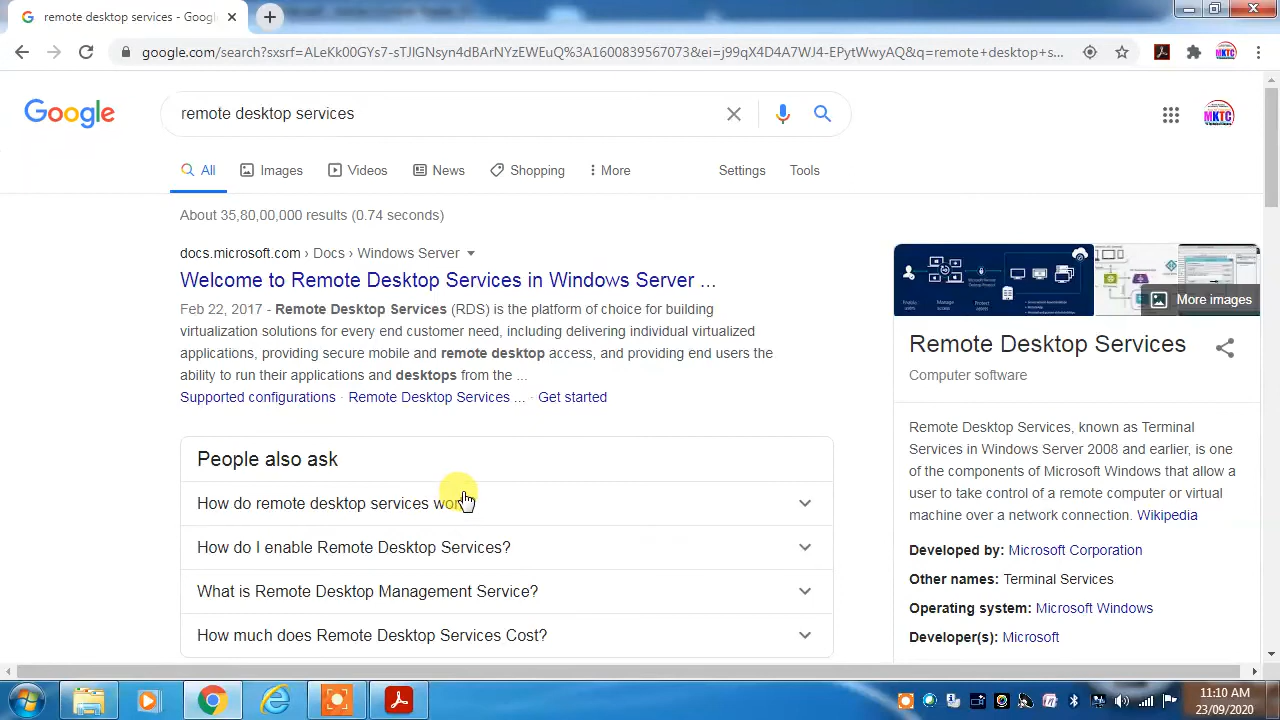 remote desktop services - Googl
google.com/search?sxsrf=ALeKk00GYs7-sTJIGNsyn4dBArNYzEWEuQ%3A1600839567073&ei=j99qX4D4A7WJ4-EPytWwyAQ&q=remote+desktop+s...
Google
remote desktop services
All Images Videos News Shopping More Settings Tools
About 35,80,00,000 results (0.74 seconds)
docs.microsoft.com › Docs › Windows Server
Welcome to Remote Desktop Services in Windows Server ...
Feb 22, 2017 - Remote Desktop Services (RDS) is the platform of choice for building
virtualization solutions for every end customer need, including delivering individual virtualized
applications, providing secure mobile and remote desktop access, and providing end users the
ability to run their applications and desktops from the ...
Supported configurations · Remote Desktop Services ... · Get started
People also ask
How do remote desktop services work?
How do I enable Remote Desktop Services?
What is Remote Desktop Management Service?
How much does Remote Desktop Services Cost?
More images
Remote Desktop Services
Computer software
Remote Desktop Services, known as Terminal
Services in Windows Server 2008 and earlier, is one
of the components of Microsoft Windows that allow a
user to take control of a remote computer or virtual
machine over a network connection. Wikipedia
Developed by: Microsoft Corporation
Other names: Terminal Services
Operating system: Microsoft Windows
Developer(s): Microsoft
MKTC
MKTC
11:10 AM
23/09/2020